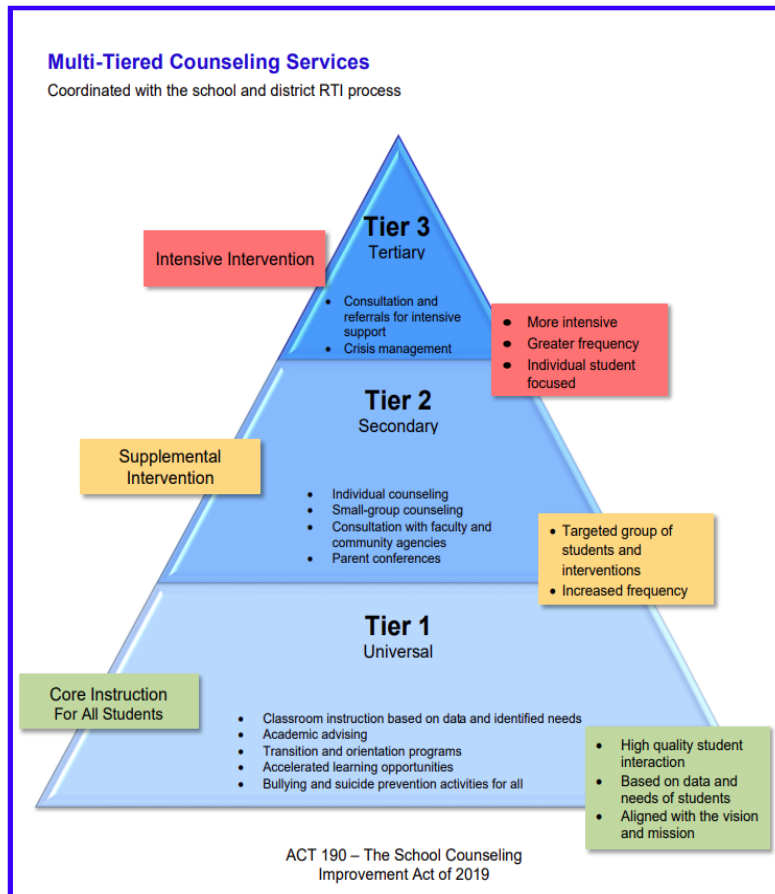 Multi-Tiered Counseling Services
Coordinated with the school and district RTI process
Tier 3
Tertiary
Intensive Intervention
• Consultation and
referrals for intensive
support
• Crisis management
● More intensive
● Greater frequency
● Individual student
focused
Tier 2
Secondary
Supplemental
Intervention
• Individual counseling
• Small-group counseling
• Consultation with faculty and
community agencies
• Parent conferences
• Targeted group of
students and
interventions
• Increased frequency
Tier 1
Universal
Core Instruction
For All Students
• Classroom instruction based on data and identified needs
• Academic advising
• Transition and orientation programs
• Accelerated learning opportunities
• Bullying and suicide prevention activities for all
• High quality student
interaction
• Based on data and
needs of students
• Aligned with the vision
and mission
ACT 190 – The School Counseling
Improvement Act of 2019